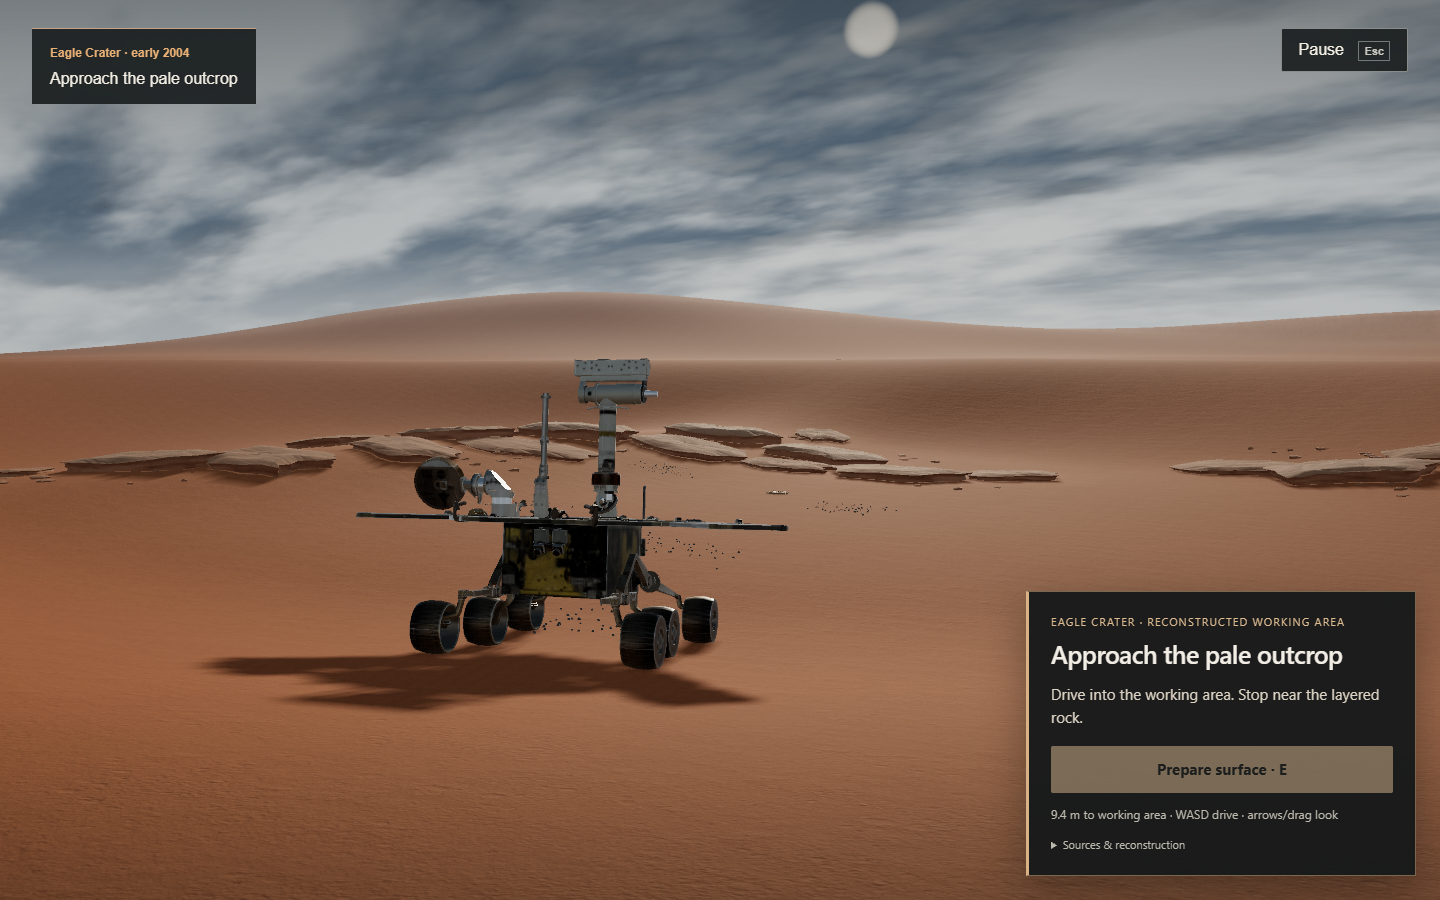 Eagle Crater · early 2004
Approach the pale outcrop
Pause Esc
EAGLE CRATER · RECONSTRUCTED WORKING AREA
Approach the pale outcrop
Drive into the working area. Stop near the layered
rock.
Prepare surface · E
9.4 m to working area · WASD drive · arrows/drag look
Sources & reconstruction